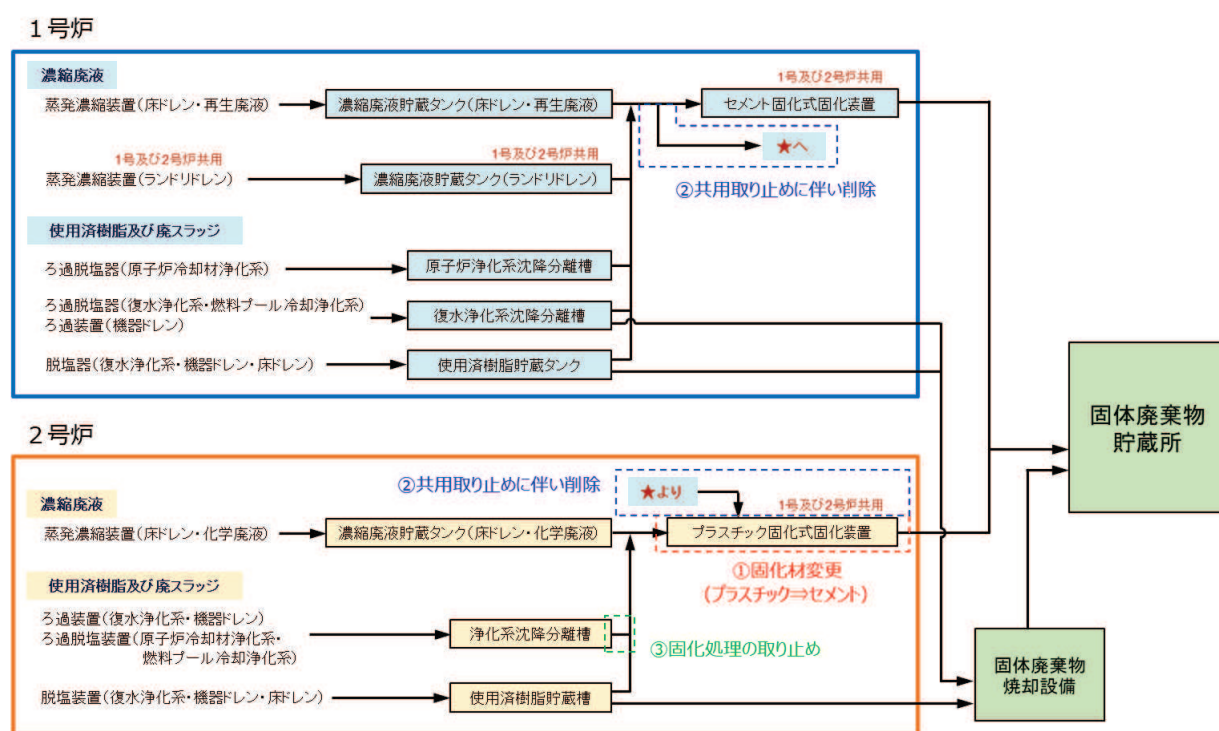 1号炉
濃縮廃液
1号及び2号炉共用
蒸発濃縮装置(床ドレン・再生廃液)
濃縮廃液貯蔵タンク(床ドレン・再生廃液)
セメント固化式固化装置
★へ
1号及び2号炉共用
1号及び2号炉共用
蒸発濃縮装置(ランドリドレン)
濃縮廃液貯蔵タンク(ランドリドレン)
②共用取り止めに伴い削除
使用済樹脂及び廃スラッジ
ろ過脱塩器(原子炉冷却材浄化系)
原子炉浄化系沈降分離槽
ろ過脱塩器(復水浄化系・燃料プール冷却浄化系)
ろ過装置(機器ドレン)
復水浄化系沈降分離槽
脱塩器(復水浄化系・機器ドレン・床ドレン)
使用済樹脂貯蔵タンク
固体廃棄物
貯蔵所
2号炉
②共用取り止めに伴い削除
★より
濃縮廃液
1号及び2号炉共用
蒸発濃縮装置(床ドレン・化学廃液)
濃縮廃液貯蔵タンク(床ドレン・化学廃液)
プラスチック固化式固化装置
①固化材変更
(プラスチック⇒セメント)
使用済樹脂及び廃スラッジ
ろ過装置(復水浄化系・機器ドレン)
ろ過脱塩装置(原子炉冷却材浄化系・
燃料プール冷却浄化系)
浄化系沈降分離槽
③固化処理の取り止め
脱塩装置(復水浄化系・機器ドレン・床ドレン)
使用済樹脂貯蔵槽
固体廃棄物
焼却設備